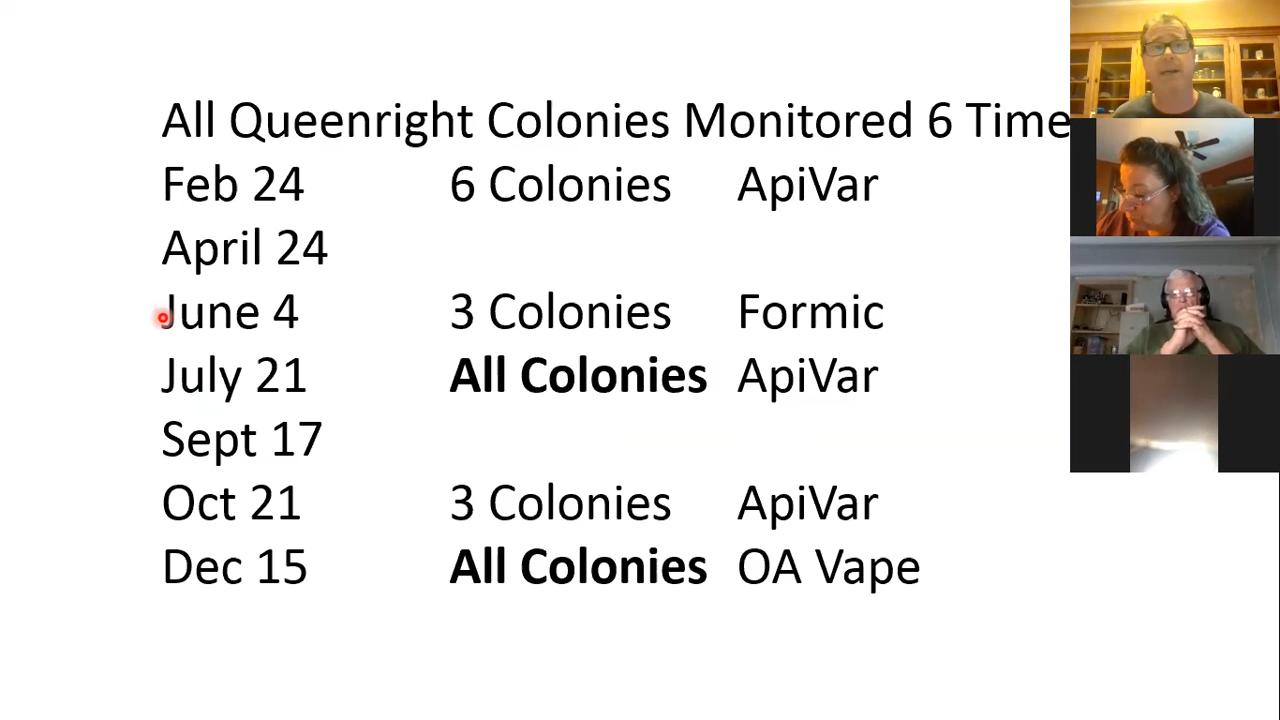 All Queenright Colonies Monitored 6 Time
Feb 24 6 Colonies ApiVar
April 24
June 4 3 Colonies Formic
July 21 All Colonies ApiVar
Sept 17
Oct 21 3 Colonies ApiVar
Dec 15 All Colonies OA Vape